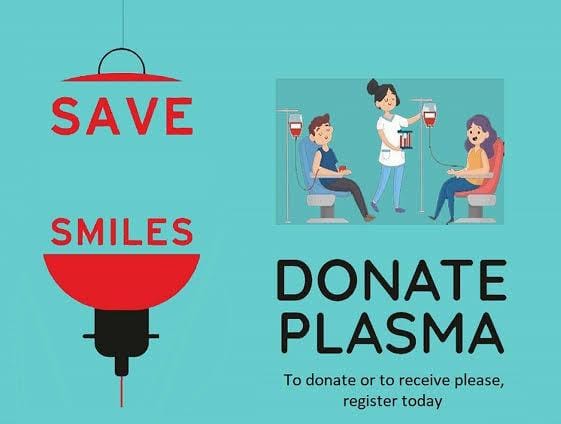 SAVE
SMILES
DONATE
PLASMA
To donate or to receive please,
register today